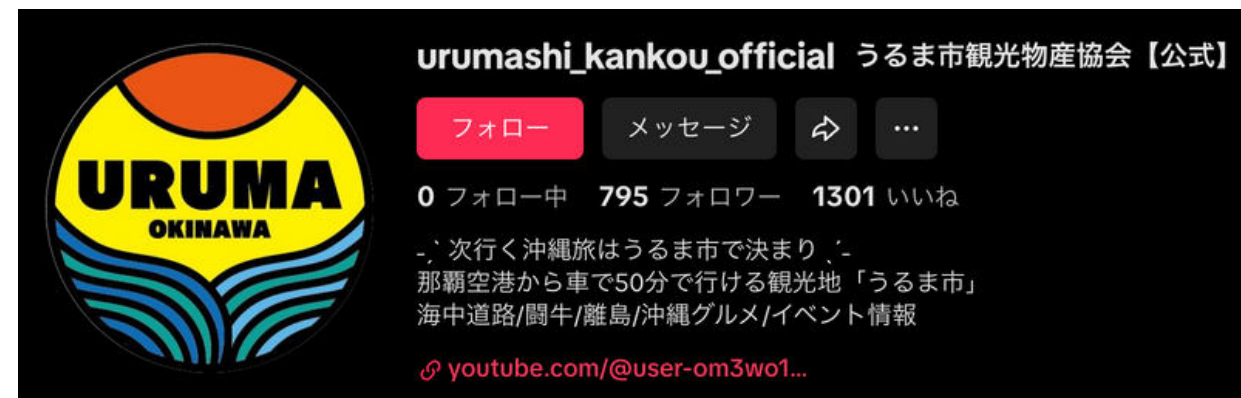 URUMA
OKINAWA
urumashi_kankou_official うるま市観光物産協会【公式】
フォロー メッセージ
0 フォロー中 795 フォロワー 1301 いいね
-ˎˋ 次行く沖縄旅はうるま市で決まり ˎˊ-
那覇空港から車で50分で行ける観光地「うるま市」
海中道路/闘牛/離島/沖縄グルメ/イベント情報
youtube.com/@user-om3wo1...